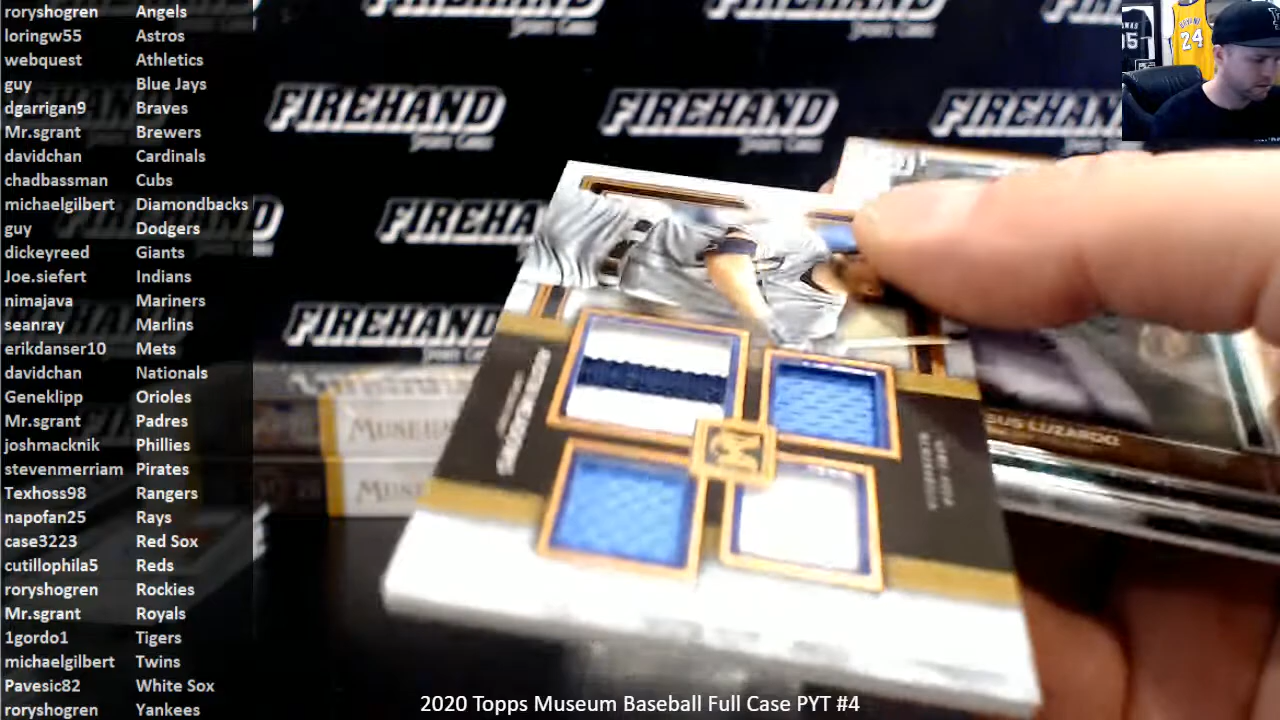 roryshogren Angels
loringw55 Astros
webquest Athletics
guy Blue Jays
dgarrigan9 Braves
Mr.sgrant Brewers
davidchan Cardinals
chadbassman Cubs
michaelgilbert Diamondbacks
guy Dodgers
dickeyreed Giants
Joe.siefert Indians
nimajava Mariners
seanray Marlins
erikdanser10 Mets
davidchan Nationals
Geneklipp Orioles
Mr.sgrant Padres
joshmacknik Phillies
stevenmerriam Pirates
Texhoss98 Rangers
napofan25 Rays
case3223 Red Sox
cutillophila5 Reds
roryshogren Rockies
Mr.sgrant Royals
1gordo1 Tigers
michaelgilbert Twins
Pavesic82 White Sox
roryshogren Yankees
FIREHAND
FIREHAND
FIREHAND
FIREHAND
FIREHAND
24
LUZARDO
M
2020 Topps Museum Baseball Full Case PYT #4